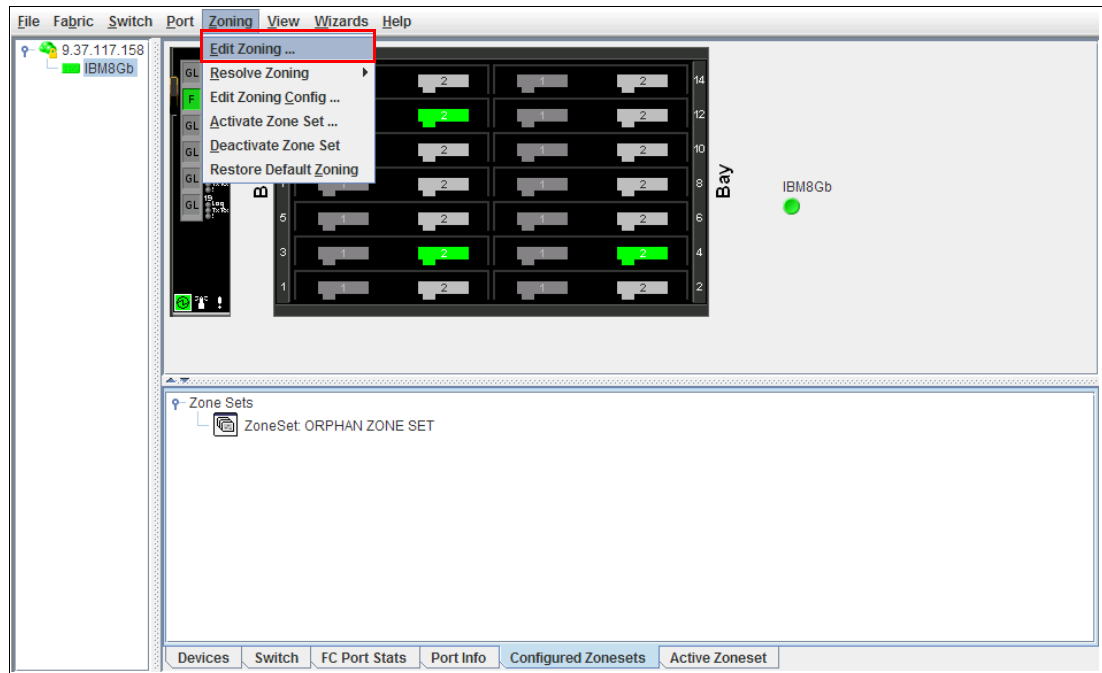 File Fabric Switch Port Zoning View Wizards Help
9.37.117.158
IBM8Gb
Edit Zoning ...
Resolve Zoning
Edit Zoning Config ...
Activate Zone Set ...
Deactivate Zone Set
Restore Default Zoning
GL
F
GL
GL
GL
GL
19
Log
TxRx
2 1 2 14
2 1 2 12
2 1 2 10
2 1 2 8
5 1 2 1 2 6
3 1 2 1 2 4
1 1 2 1 2 2
Bay
IBM8Gb
Zone Sets
ZoneSet: ORPHAN ZONE SET
Devices Switch FC Port Stats Port Info Configured Zonesets Active Zoneset